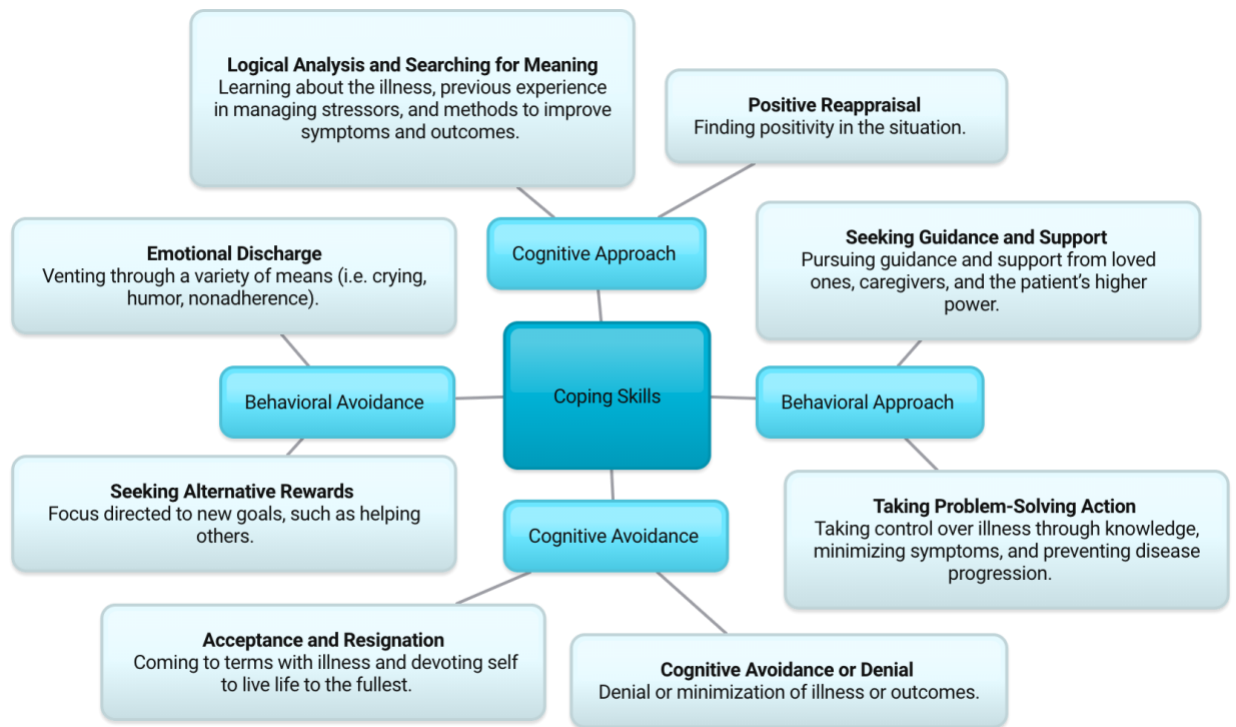 Logical Analysis and Searching for Meaning
Learning about the illness, previous experience
in managing stressors, and methods to improve
symptoms and outcomes.
Positive Reappraisal
Finding positivity in the situation.
Cognitive Approach
Emotional Discharge
Venting through a variety of means (i.e. crying,
humor, nonadherence).
Seeking Guidance and Support
Pursuing guidance and support from loved
ones, caregivers, and the patient's higher
power.
Behavioral Avoidance
Coping Skills
Behavioral Approach
Seeking Alternative Rewards
Focus directed to new goals, such as helping
others.
Cognitive Avoidance
Taking Problem-Solving Action
Taking control over illness through knowledge,
minimizing symptoms, and preventing disease
progression.
Acceptance and Resignation
Coming to terms with illness and devoting self
to live life to the fullest.
Cognitive Avoidance or Denial
Denial or minimization of illness or outcomes.